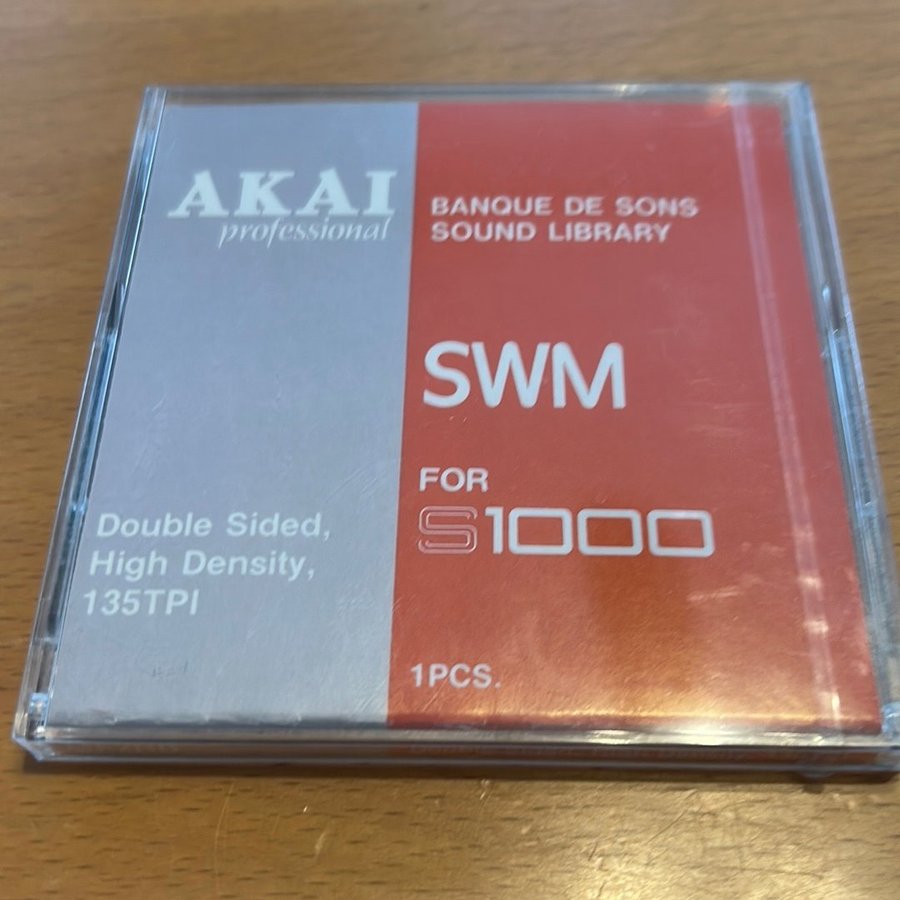 AKAI
professional
BANQUE DE SONS
SOUND LIBRARY
SWM
FOR
S1000
Double Sided,
High Density,
135TPI
1PCS.